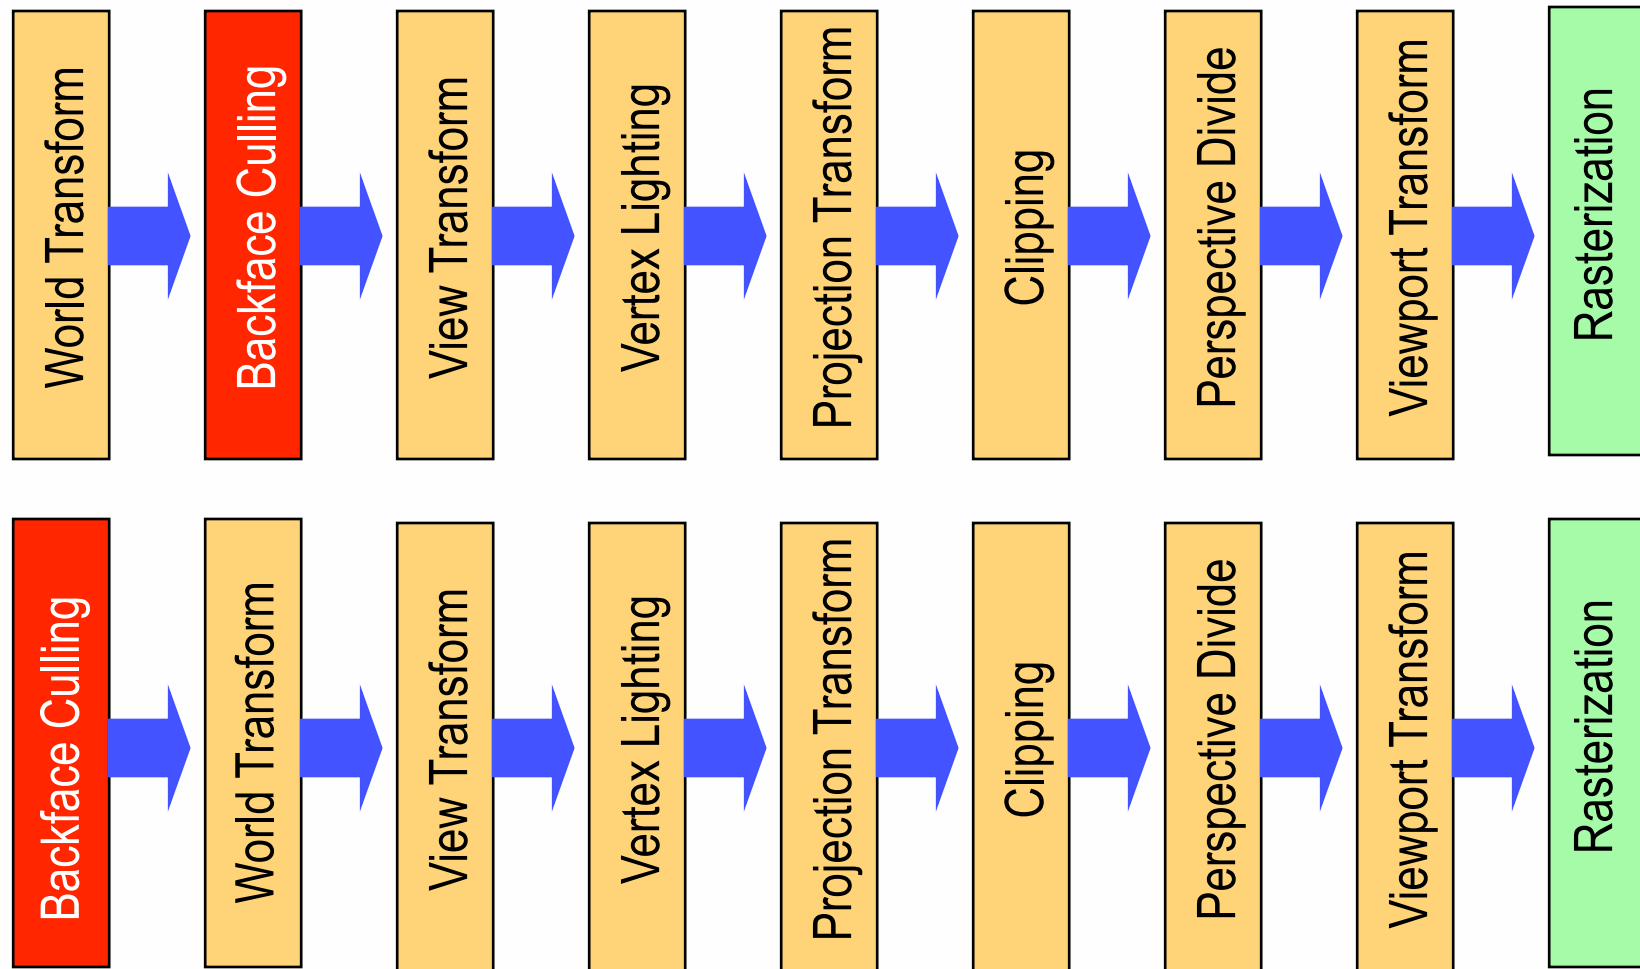 World Transform
Backface Culling
View Transform
Vertex Lighting
Projection Transform
Clipping
Perspective Divide
Viewport Transform
Rasterization
Backface Culling
World Transform
View Transform
Vertex Lighting
Projection Transform
Clipping
Perspective Divide
Viewport Transform
Rasterization